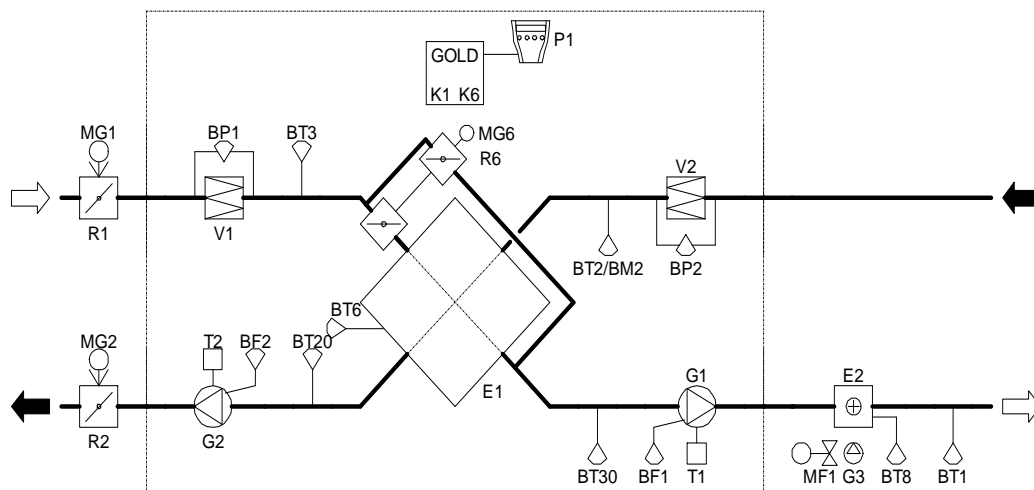 P1
GOLD
K1 K6
MG1
BP1
BT3
MG6
R6
V2
R1
V1
BT2/BM2
BP2
BT6
MG2
T2
BF2
BT20
E1
G1
E2
R2
G2
BT30
BF1
T1
MF1
G3
BT8
BT1